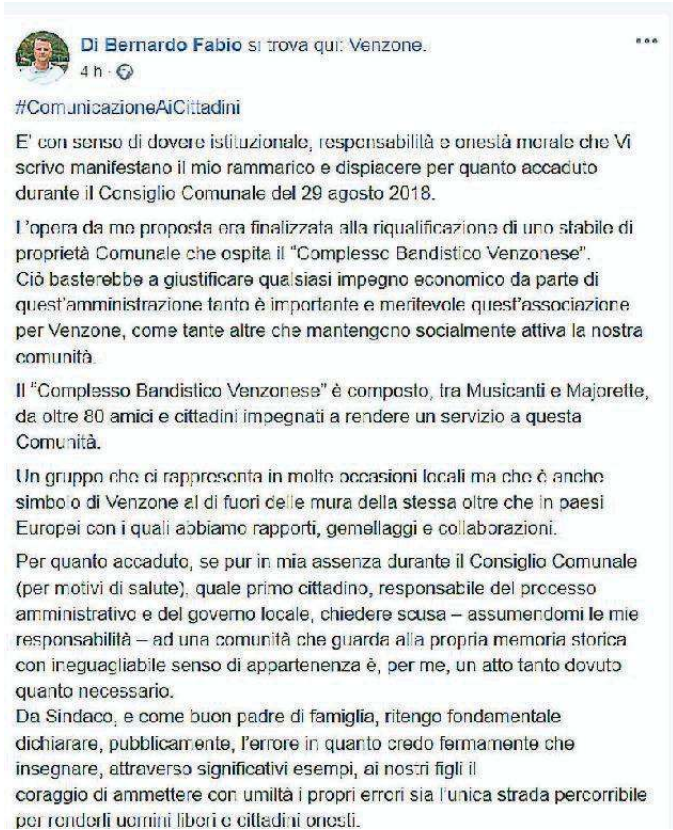 Di Bernardo Fabio si trova qui: Venzone.
4 h ·
#ComunicazioneAiCittadini
E' con senso di dovere istituzionale, responsabilità e onestà morale che Vi
scrivo manifestano il mio rammarico e dispiacere per quanto accaduto
durante il Consiglio Comunale del 29 agosto 2018.
L'opera da me proposta era finalizzata alla riqualificazione di uno stabile di
proprietà Comunale che ospita il "Complesso Bandistico Venzonese".
Ciò basterebbe a giustificare qualsiasi impegno economico da parte di
quest'amministrazione tanto è importante e meritevole quest'associazione
per Venzone, come tante altre che mantengono socialmente attiva la nostra
comunità.
Il "Complesso Bandistico Venzonese" è composto, tra Musicanti e Majorette,
da oltre 80 amici e cittadini impegnati a rendere un servizio a questa
Comunità.
Un gruppo che ci rappresenta in molte occasioni locali ma che è anche
simbolo di Venzone al di fuori delle mura della stessa oltre che in paesi
Europei con i quali abbiamo rapporti, gemellaggi e collaborazioni.
Per quanto accaduto, se pur in mia assenza durante il Consiglio Comunale
(per motivi di salute), quale primo cittadino, responsabile del processo
amministrativo e del governo locale, chiedere scusa – assumendomi le mie
responsabilità – ad una comunità che guarda alla propria memoria storica
con ineguagliabile senso di appartenenza è, per me, un atto tanto dovuto
quanto necessario.
Da Sindaco, e come buon padre di famiglia, ritengo fondamentale
dichiarare, pubblicamente, l'errore in quanto credo fermamente che
insegnare, attraverso significativi esempi, ai nostri figli il
coraggio di ammettere con umiltà i propri errori sia l'unica strada percorribile
per renderli uomini liberi e cittadini onesti.